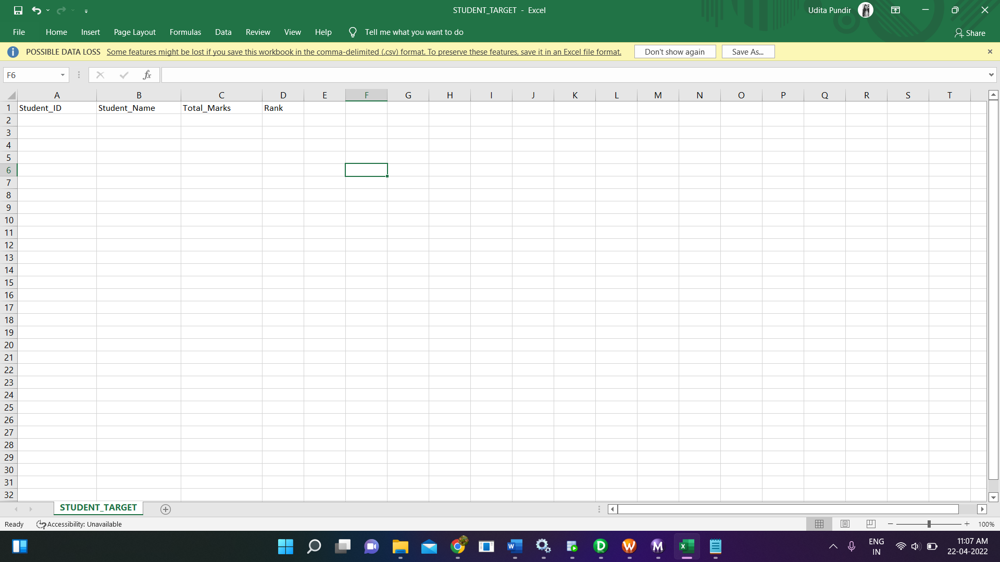 STUDENT_TARGET - Excel
Udita Pundir
File Home Insert Page Layout Formulas Data Review View Help Tell me what you want to do Share
POSSIBLE DATA LOSS Some features might be lost if you save this workbook in the comma-delimited (.csv) format. To preserve these features, save it in an Excel file format. Don't show again Save As...
F6 fx
A B C D E F G H I J K L M N O P Q R S T
1 Student_ID Student_Name Total_Marks Rank
2
3
4
5
6
7
8
9
10
11
12
13
14
15
16
17
18
19
20
21
22
23
24
25
26
27
28
29
30
31
32
STUDENT_TARGET
Ready Accessibility: Unavailable 100%
W D W M X
ENG
IN
11:07 AM
22-04-2022